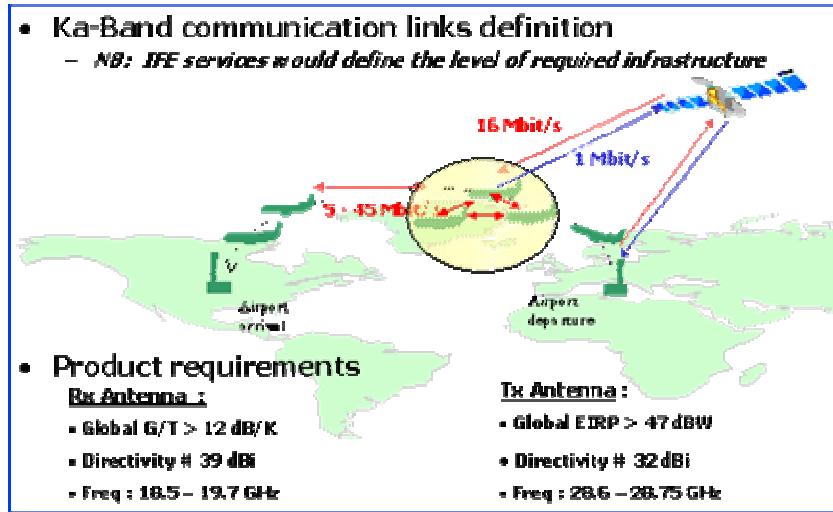 • Ka-Band communication links definition
– NB: IFE services would define the level of required infrastructure
16 Mbit/s
1 Mbit/s
5 - 45 Mbit/s
Airport arrival
Airport departure
• Product requirements
Rx Antenna :
• Global G/T > 12 dB/K
• Directivity # 39 dBi
• Freq : 18.5 – 19.7 GHz
Tx Antenna :
• Global EIRP > 47 dBW
• Directivity # 32 dBi
• Freq : 28.6 – 28.75 GHz